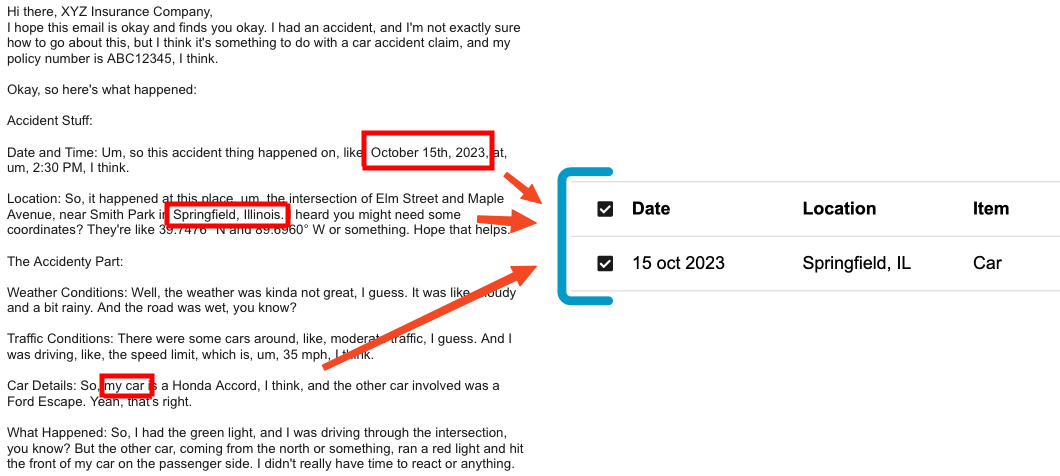 Hi there, XYZ Insurance Company,
I hope this email is okay and finds you okay. I had an accident, and I'm not exactly sure
how to go about this, but I think it's something to do with a car accident claim, and my
policy number is ABC12345, I think.
Okay, so here's what happened:
Accident Stuff:
Date and Time: Um, so this accident thing happened on, like, October 15th, 2023, at,
um, 2:30 PM, I think.
Location: So, it happened at this place, um, the intersection of Elm Street and Maple
Avenue, near Smith Park in Springfield, Illinois. heard you might need some
coordinates? They're like 39.7476° N and 89.6960° W or something. Hope that helps.
The Accidenty Part:
Weather Conditions: Well, the weather was kinda not great, I guess. It was like, cloudy
and a bit rainy. And the road was wet, you know?
Traffic Conditions: There were some cars around, like, moderate traffic, I guess. And I
was driving, like, the speed limit, which is, um, 35 mph, I think.
Car Details: So, my car is a Honda Accord, I think, and the other car involved was a
Ford Escape. Yeah, that's right.
What Happened: So, I had the green light, and I was driving through the intersection,
you know? But the other car, coming from the north or something, ran a red light and hit
the front of my car on the passenger side. I didn't really have time to react or anything.
Date Location Item
15 oct 2023 Springfield, IL Car